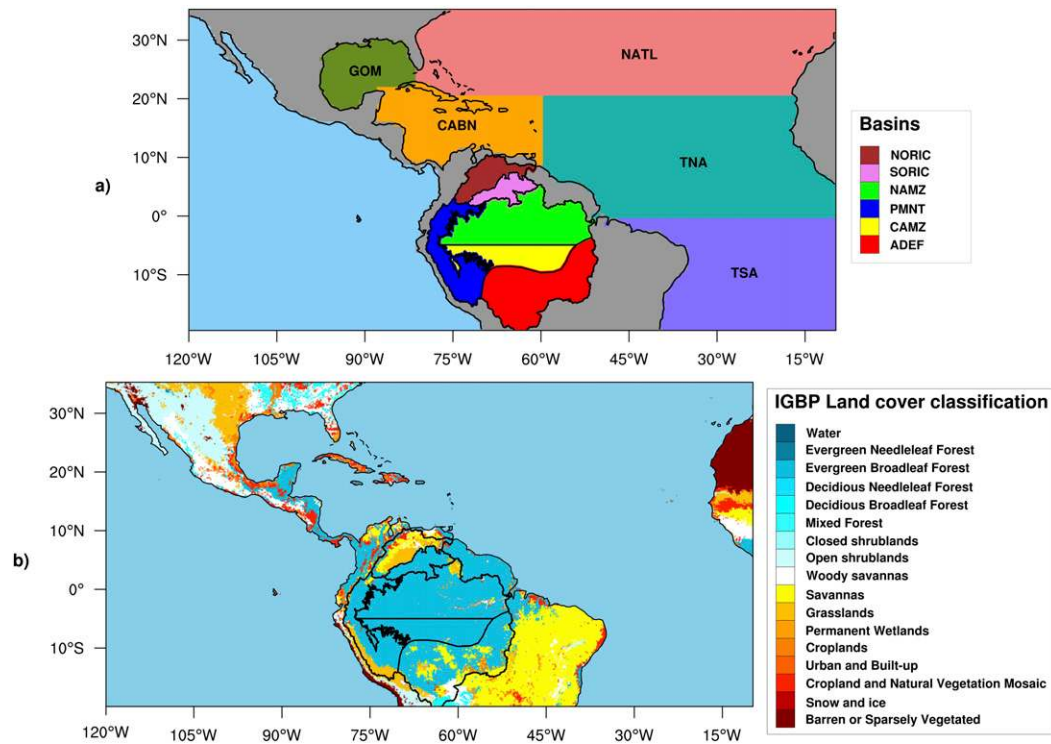 30°N
20°N
10°N
0°
10°S
a)
GOM
NATL
CABN
TNA
TSA
120°W 105°W 90°W 75°W 60°W 45°W 30°W 15°W
Basins
NORIC
SORIC
NAMZ
PMNT
CAMZ
ADEF
30°N
20°N
10°N
0°
10°S
b)
120°W 105°W 90°W 75°W 60°W 45°W 30°W 15°W
IGBP Land cover classification
Water
Evergreen Needleleaf Forest
Evergreen Broadleaf Forest
Decidious Needleleaf Forest
Decidious Broadleaf Forest
Mixed Forest
Closed shrublands
Open shrublands
Woody savannas
Savannas
Grasslands
Permanent Wetlands
Croplands
Urban and Built-up
Cropland and Natural Vegetation Mosaic
Snow and ice
Barren or Sparsely Vegetated